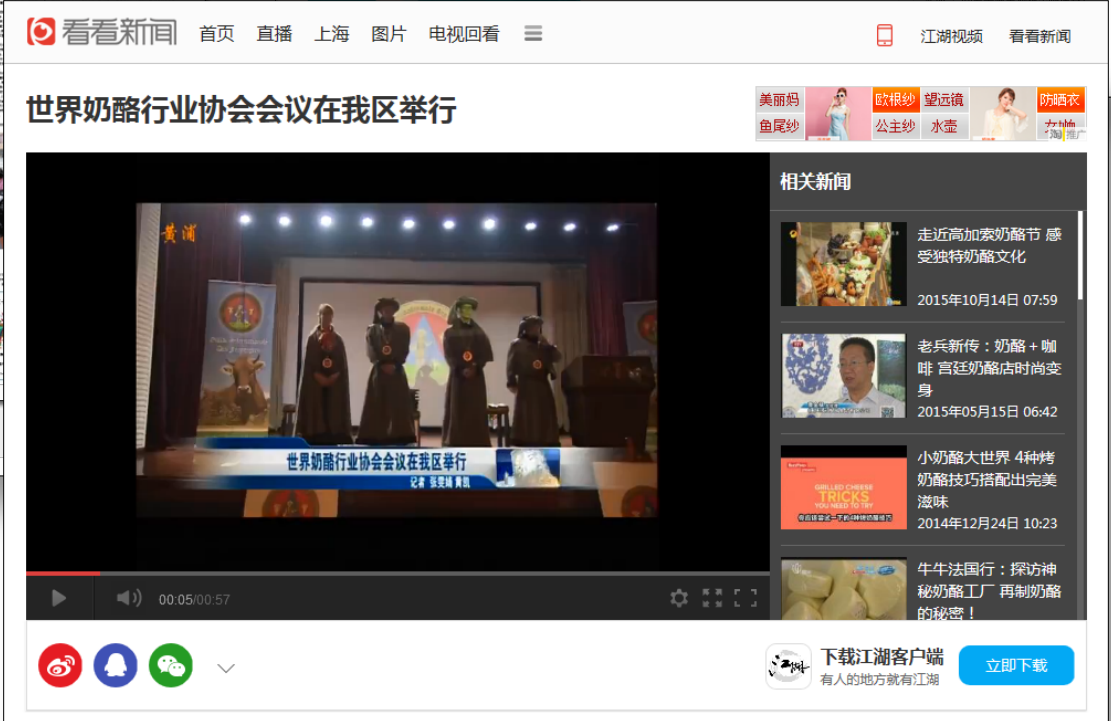 看看新闻
首页
直播
上海
图片
电视回看
江湖视频
看看新闻
世界奶酪行业协会会议在我区举行
美丽妈
欧根纱
望远镜
防晒衣
鱼尾纱
公主纱
水壶
相关新闻
黄浦
世界奶酪行业协会会议在我区举行
走近高加索奶酪节 感
受独特奶酪文化
2015年10月14日 07:59
老兵新传：奶酪＋咖
啡 宫廷奶酪店时尚变
身
2015年05月15日 06:42
GRILLED CHEESE
TRICKS
YOU NEED TO TRY
小奶酪大世界 4种烤
奶酪技巧搭配出完美
滋味
2014年12月24日 10:23
牛牛法国行：探访神
秘奶酪工厂 再制奶酪
的秘密！
00:05/00:57
下载江湖客户端
有人的地方就有江湖
立即下载